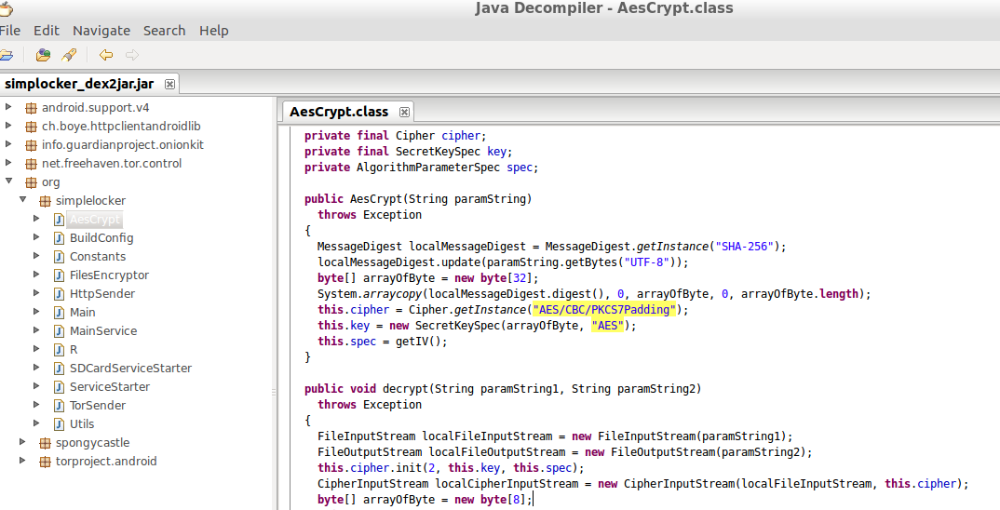 Java Decompiler - AesCrypt.class
File Edit Navigate Search Help
simplocker_dex2jar.jar
android.support.v4
ch.boye.httpclientandroidlib
info.guardianproject.onionkit
net.freehaven.tor.control
org
simplelocker
AesCrypt
BuildConfig
Constants
FilesEncryptor
HttpSender
Main
MainService
R
SDCardServiceStarter
ServiceStarter
TorSender
Utils
spongycastle
torproject.android
AesCrypt.class
private final Cipher cipher;
private final SecretKeySpec key;
private AlgorithmParameterSpec spec;
public AesCrypt(String paramString)
throws Exception
{
MessageDigest localMessageDigest = MessageDigest.getInstance("SHA-256");
localMessageDigest.update(paramString.getBytes("UTF-8"));
byte[] arrayOfByte = new byte[32];
System.arraycopy(localMessageDigest.digest(), 0, arrayOfByte, 0, arrayOfByte.length);
this.cipher = Cipher.getInstance("AES/CBC/PKCS7Padding");
this.key = new SecretKeySpec(arrayOfByte, "AES");
this.spec = getIV();
}
public void decrypt(String paramString1, String paramString2)
throws Exception
{
FileInputStream localFileInputStream = new FileInputStream(paramString1);
FileOutputStream localFileOutputStream = new FileOutputStream(paramString2);
this.cipher.init(2, this.key, this.spec);
CipherInputStream localCipherInputStream = new CipherInputStream(localFileInputStream, this.cipher);
byte[] arrayOfByte = new byte[8];